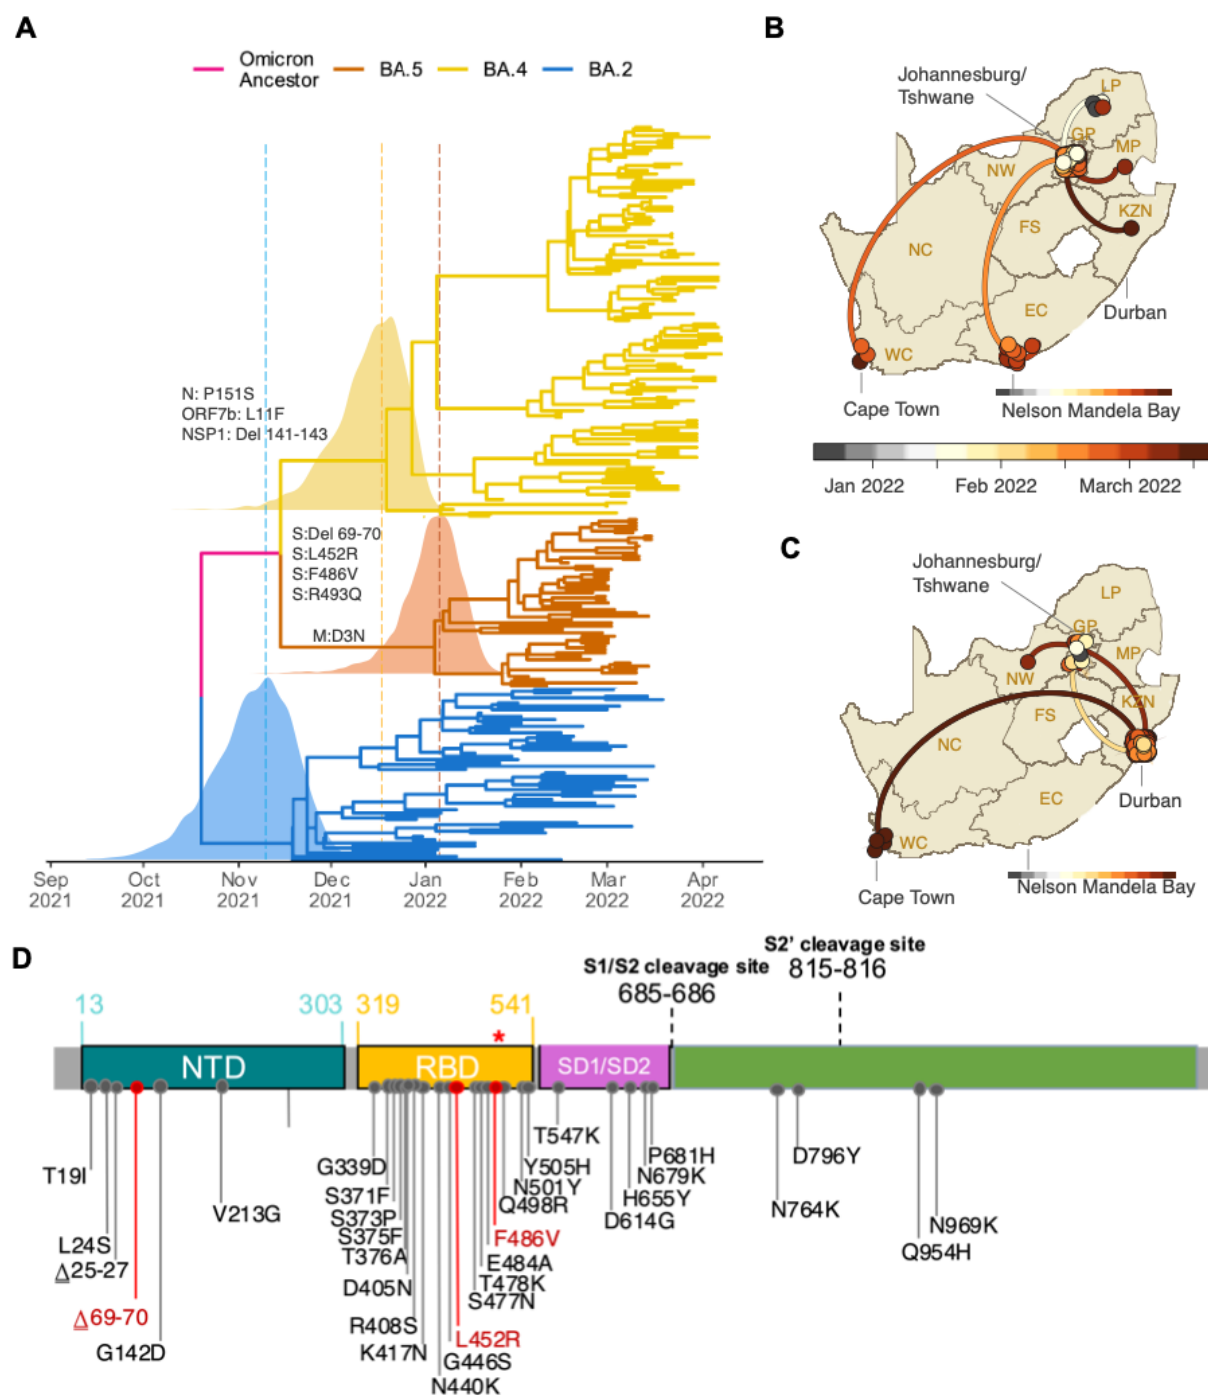 A
Omicron
Ancestor
BA.5
BA.4
BA.2
N: P151S
ORF7b: L11F
NSP1: Del 141-143
S:Del 69-70
S:L452R
S:F486V
S:R493Q
M:D3N
Sep
2021
Oct
2021
Nov
2021
Dec
2021
Jan
2022
Feb
2022
Mar
2022
Apr
2022
B
Johannesburg/
Tshwane
LP
GP
MP
NW
KZN
FS
NC
EC
Durban
WC
Cape Town
Nelson Mandela Bay
Jan 2022
Feb 2022
March 2022
C
Johannesburg/
Tshwane
LP
GP
MP
NW
KZN
FS
NC
EC
Durban
WC
Nelson Mandela Bay
Cape Town
D
S2’ cleavage site
815-816
S1/S2 cleavage site
685-686
13
303
319
541
*
NTD
RBD
SD1/SD2
T19I
L24S
Δ25-27
Δ69-70
G142D
V213G
G339D
S371F
S373P
S375F
T376A
D405N
R408S
K417N
N440K
G446S
L452R
S477N
T478K
E484A
F486V
Q498R
N501Y
Y505H
T547K
D614G
H655Y
N679K
P681H
N764K
D796Y
Q954H
N969K